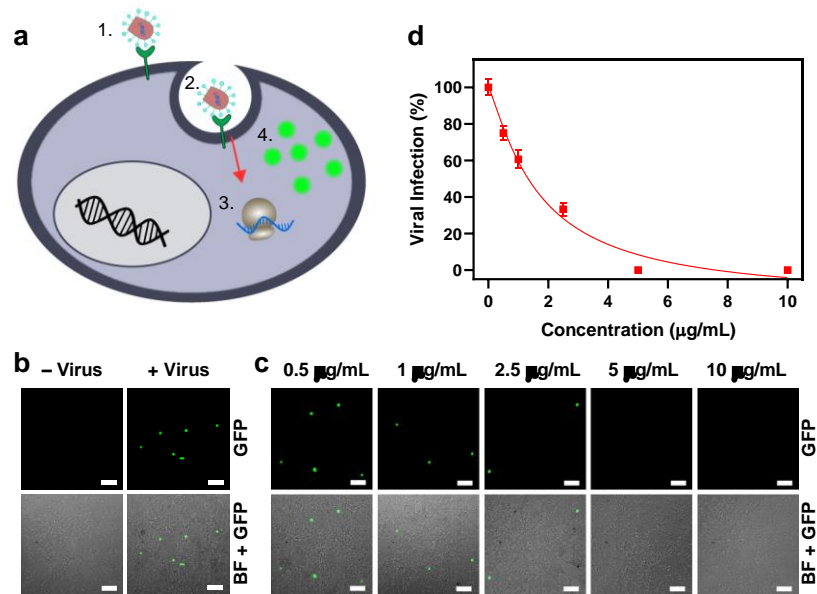 a
1.
2.
4.
3.
d
Viral Infection (%)
100
80
60
40
20
0
0 2 4 6 8 10
Concentration (μg/mL)
b
– Virus + Virus
GFP
BF + GFP
c
0.5 μg/mL 1 μg/mL 2.5 μg/mL 5 μg/mL 10 μg/mL
GFP
BF + GFP